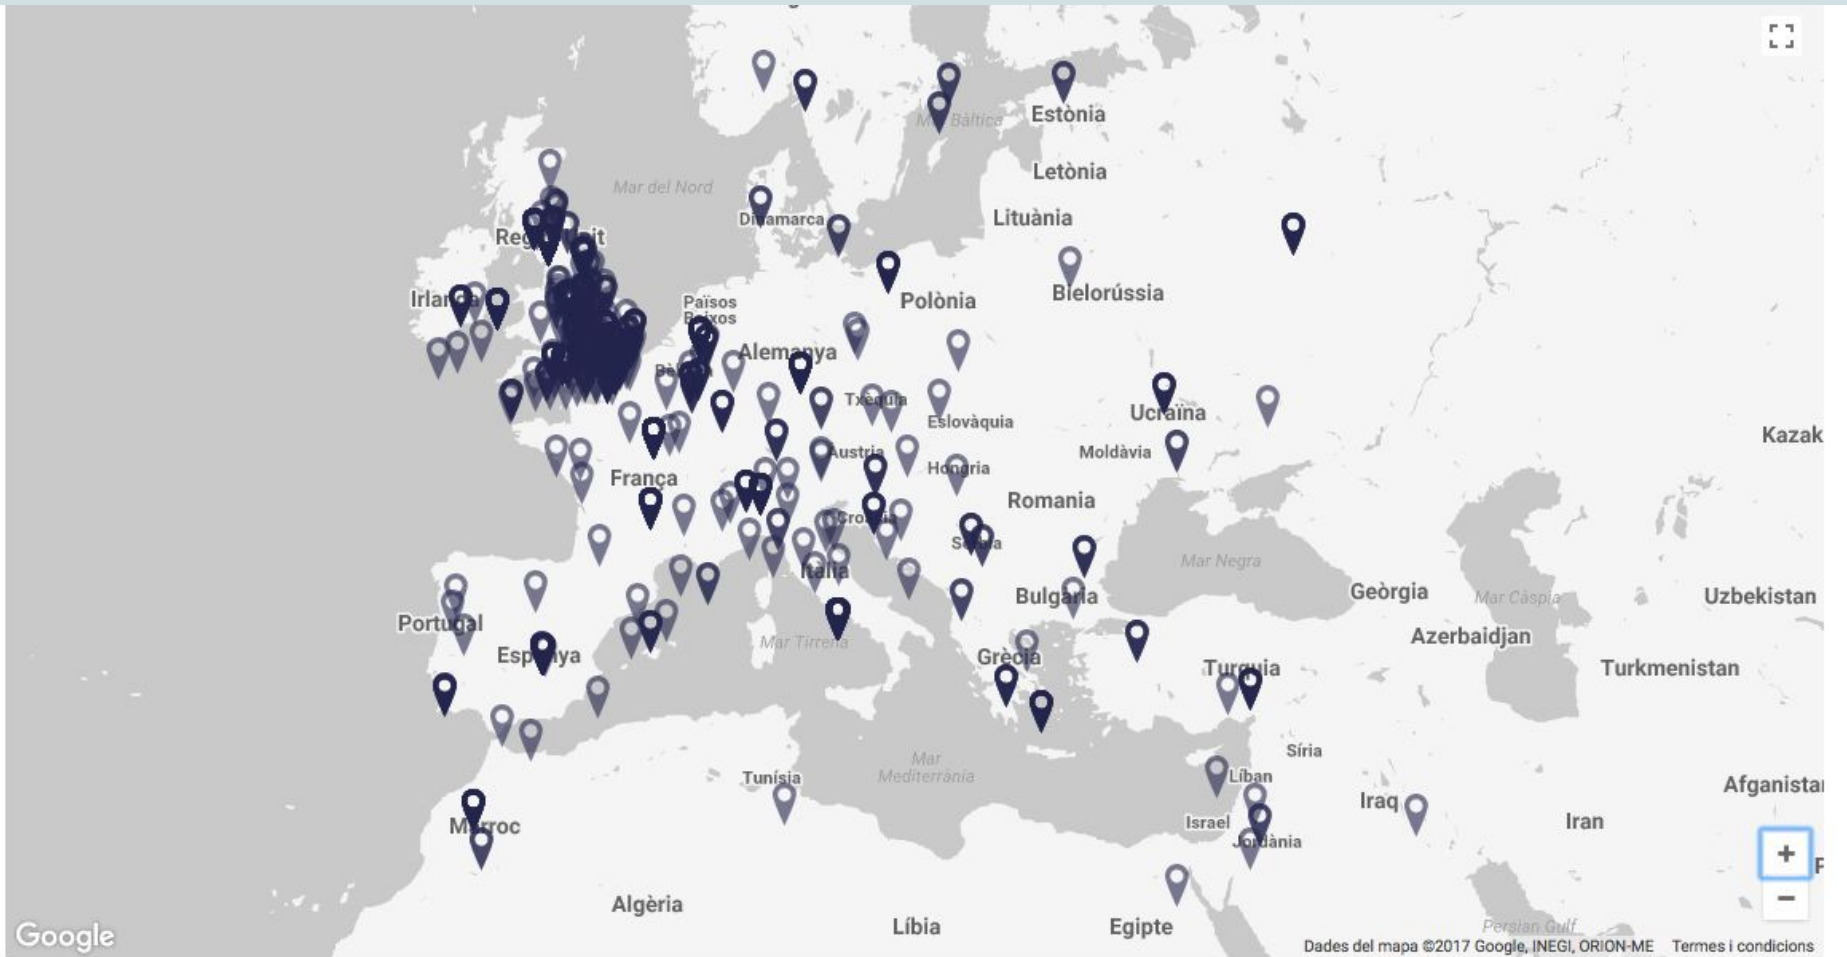 Estònia
Mar Bàltica
Letònia
Mar del Nord
Dinamarca
Lituània
Regne Unit
Irlanda
Bielorússia
Polònia
Països
Baixos
Alemanya
Bèlgica
Txèquia
Ucraïna
Eslovàquia
Kazak
Moldàvia
Àustria
Hongria
França
Romania
Croàcia
Sèrbia
Mar Negra
Itàlia
Geòrgia
Mar Càspia
Uzbekistan
Bulgària
Portugal
Azerbaidjan
Mar Tirrena
Espanya
Grècia
Turquia
Turkmenistan
Síria
Mar
Mediterrània
Tunísia
Líban
Afganistan
Iraq
Israel
Iran
Marroc
Jordània
Algèria
Líbia
Egipte
Persian Gulf
Google
Dades del mapa ©2017 Google, INEGI, ORION-ME Termes i condicions